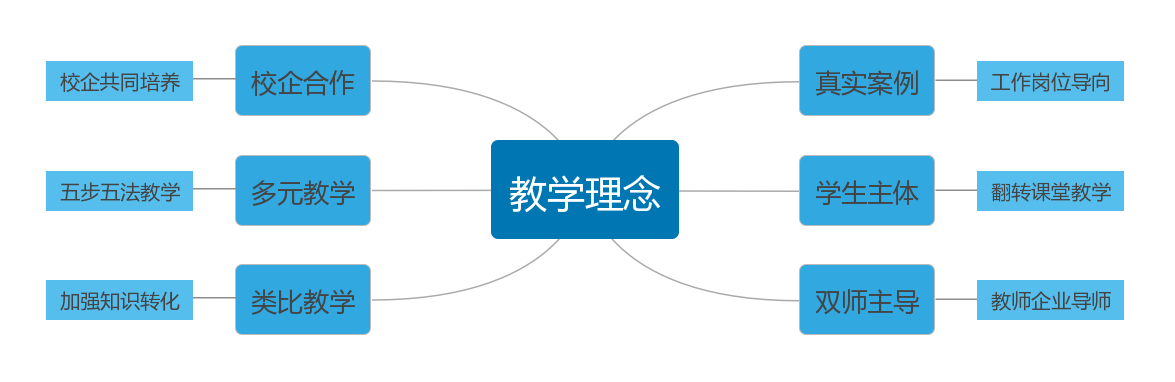 校企共同培养
校企合作
真实案例
工作岗位导向
五步五法教学
多元教学
教学理念
学生主体
翻转课堂教学
加强知识转化
类比教学
双师主导
教师企业导师